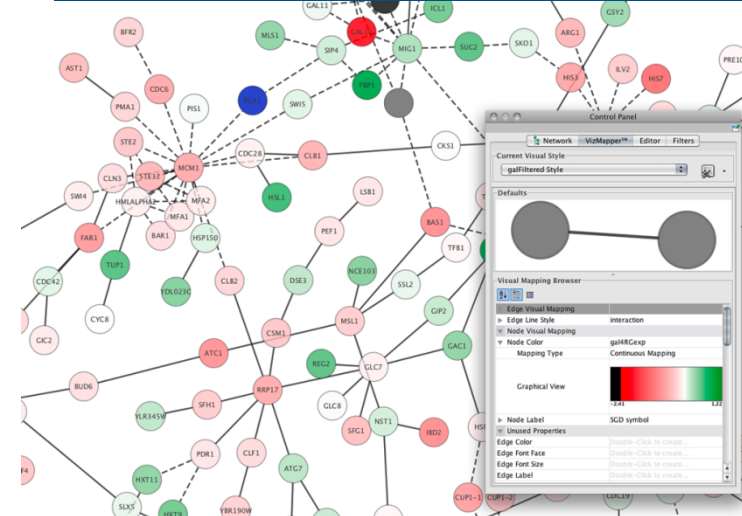 GAL11
ICL1
GSY2
BFR2
MLS1
GAL
SIP4
MIG1
SUC2
SKO1
ARG1
AST1
CDC6
FBP1
HIS3
ILV2
HIS7
PMA1
PIS1
SWI5
STE2
CDC28
CLB1
CKS1
MCM1
CLN3
STE12
HSL1
SWI4
HMLALPHA2
MFA2
MFA1
LSB1
BAS1
FAR1
BAR1
HSP150
PEF1
TFB1
TUP1
CDC42
YDL023C
CLB2
DSE3
NCE103
SSL2
CYC8
GIC2
CSM1
MSL1
GIP2
GAC1
ATC1
REG2
GLC7
BUD6
RRP17
YLR345W
SFH1
GLC8
SFG1
NST1
IBD2
PDR1
CLF1
ATG7
HXT11
SLX5
YBR190W
CUP1-1
CUP1-2
CDC19
Control Panel
Network
VizMapper™
Editor
Filters
Current Visual Style
galFiltered Style
Defaults
Visual Mapping Browser
Edge Visual Mapping
Edge Line Style interaction
Node Visual Mapping
Node Color gal4RGexp
Mapping Type Continuous Mapping
Graphical View
-2.41 1.22
Node Label SGD symbol
Unused Properties
Edge Color Double-Click to create...
Edge Font Face Double-Click to create...
Edge Font Size Double-Click to create...
Edge Label Double-Click to create...